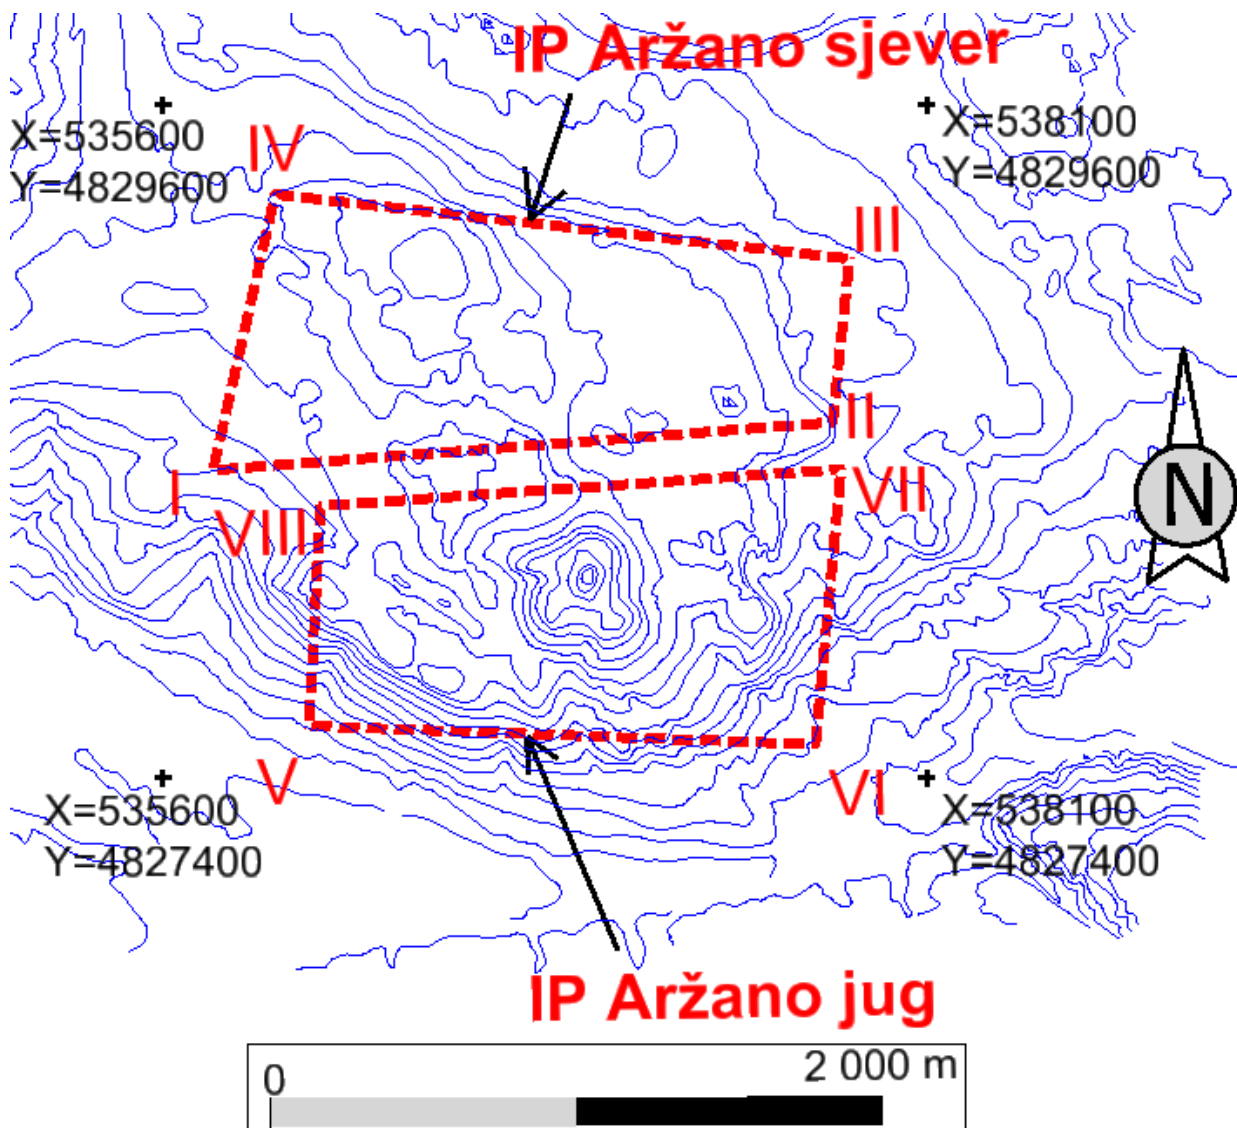 IP Aržano sjever
X=535600
Y=4829600
X=538100
Y=4829600
IV
III
II
I
VII
VIII
V
VI
X=535600
Y=4827400
X=538100
Y=4827400
N
IP Aržano jug
0
2 000 m